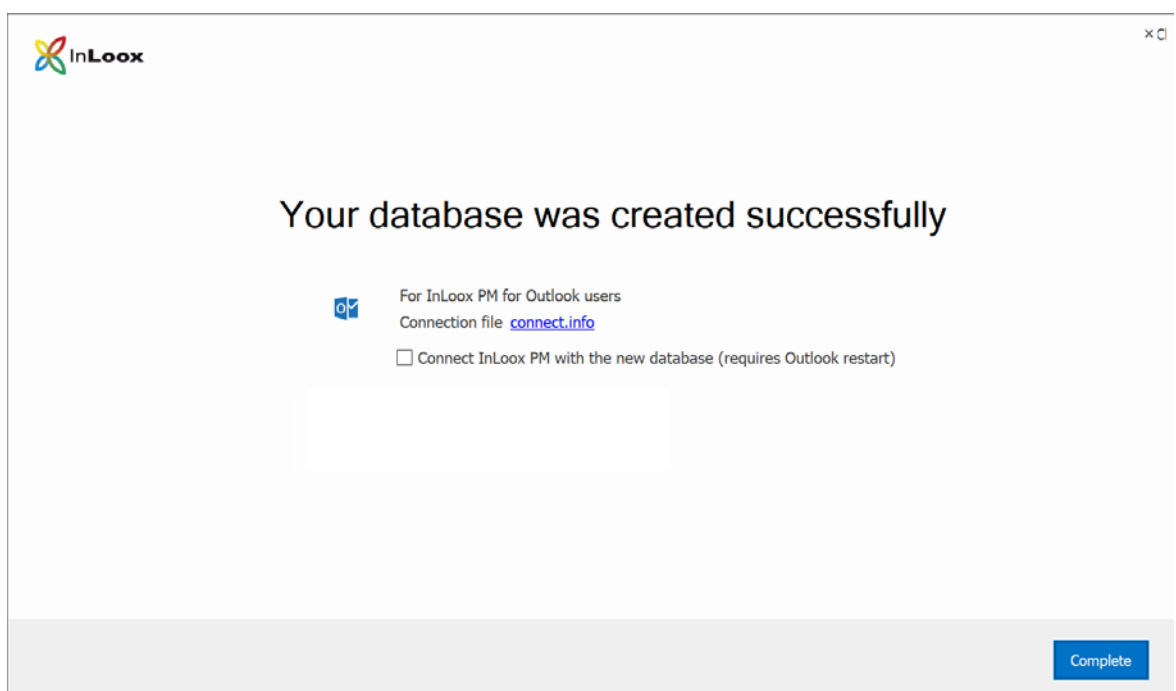 InLoox
Your database was created successfully
For InLoox PM for Outlook users
Connection file connect.info
Connect InLoox PM with the new database (requires Outlook restart)
Complete